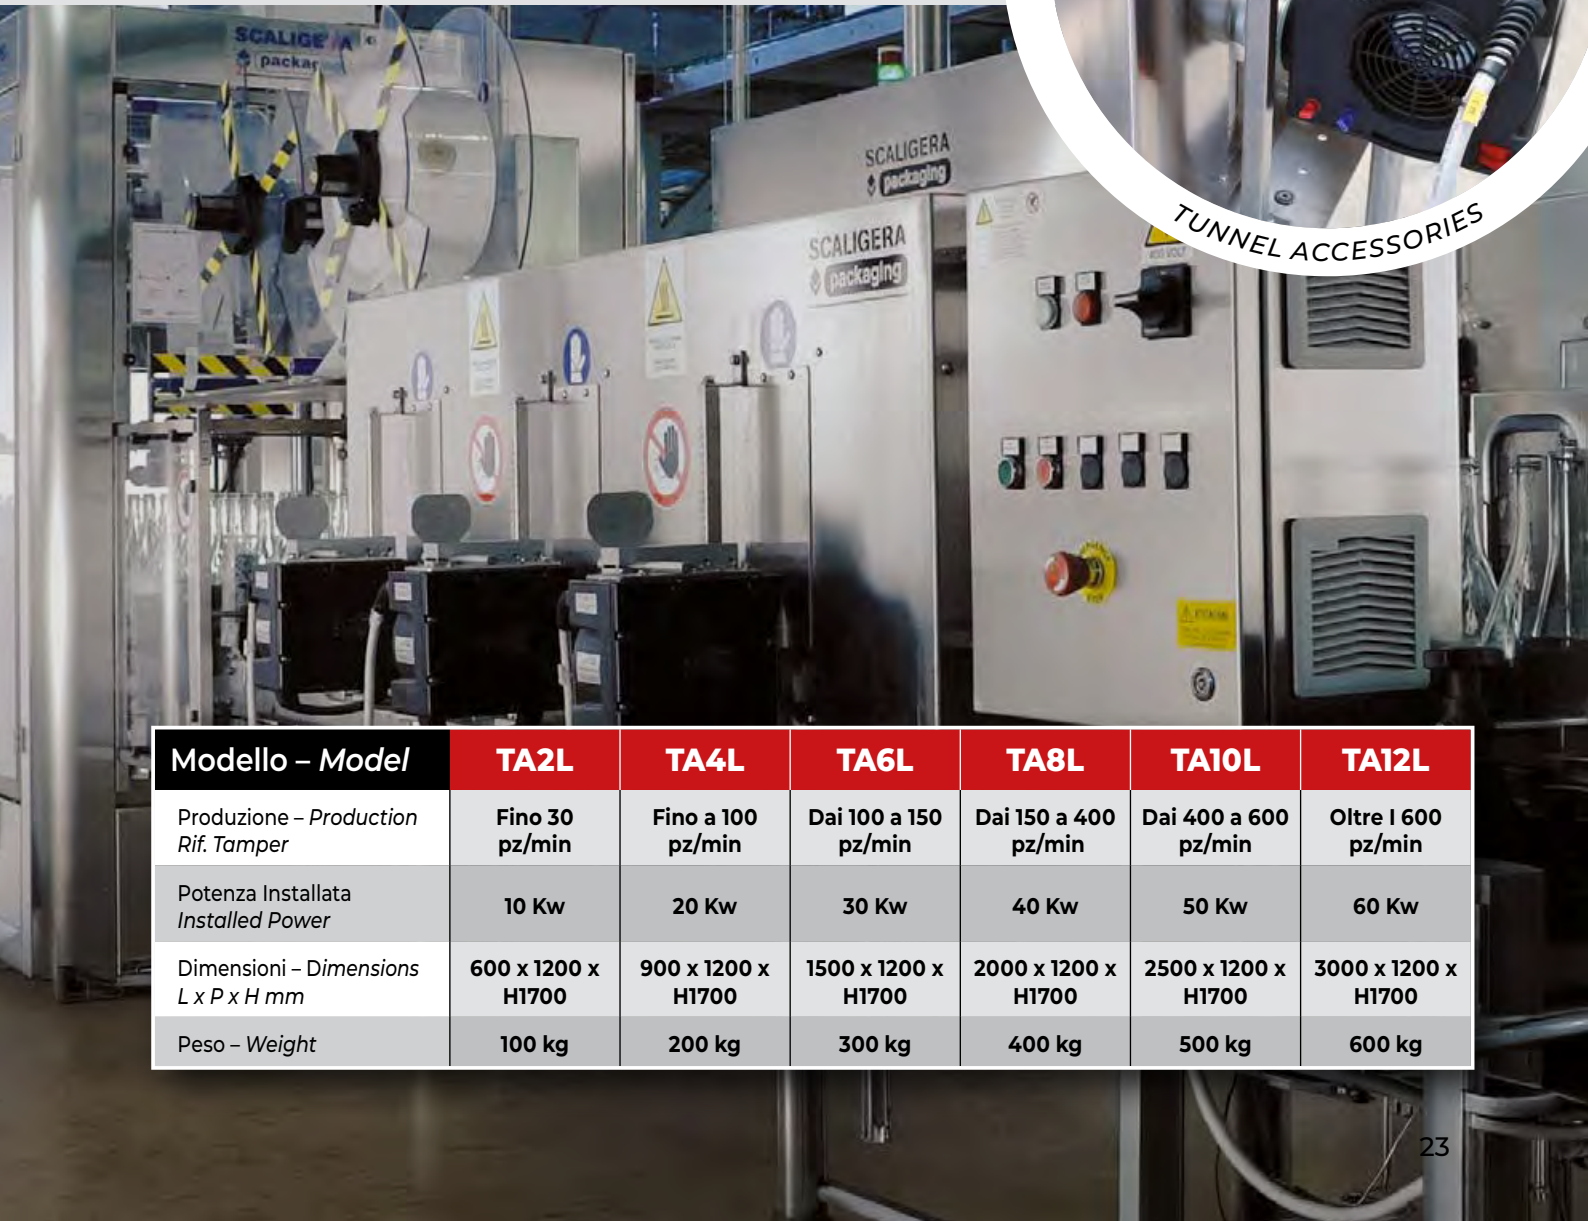 SCALIGERA
packaging
SCALIGERA
packaging
SCALIGERA
packaging
TUNNEL ACCESSORIES
400 VOLT
Modello – Model TA2L TA4L TA6L TA8L TA10L TA12L
Produzione – Production Fino 30 Fino a 100 Dai 100 a 150 Dai 150 a 400 Dai 400 a 600 Oltre I 600
Rif. Tamper pz/min pz/min pz/min pz/min pz/min pz/min
Potenza Installata
Installed Power 10 Kw 20 Kw 30 Kw 40 Kw 50 Kw 60 Kw
Dimensioni – Dimensions 600 x 1200 x 900 x 1200 x 1500 x 1200 x 2000 x 1200 x 2500 x 1200 x 3000 x 1200 x
L x P x H mm H1700 H1700 H1700 H1700 H1700 H1700
Peso – Weight 100 kg 200 kg 300 kg 400 kg 500 kg 600 kg
23